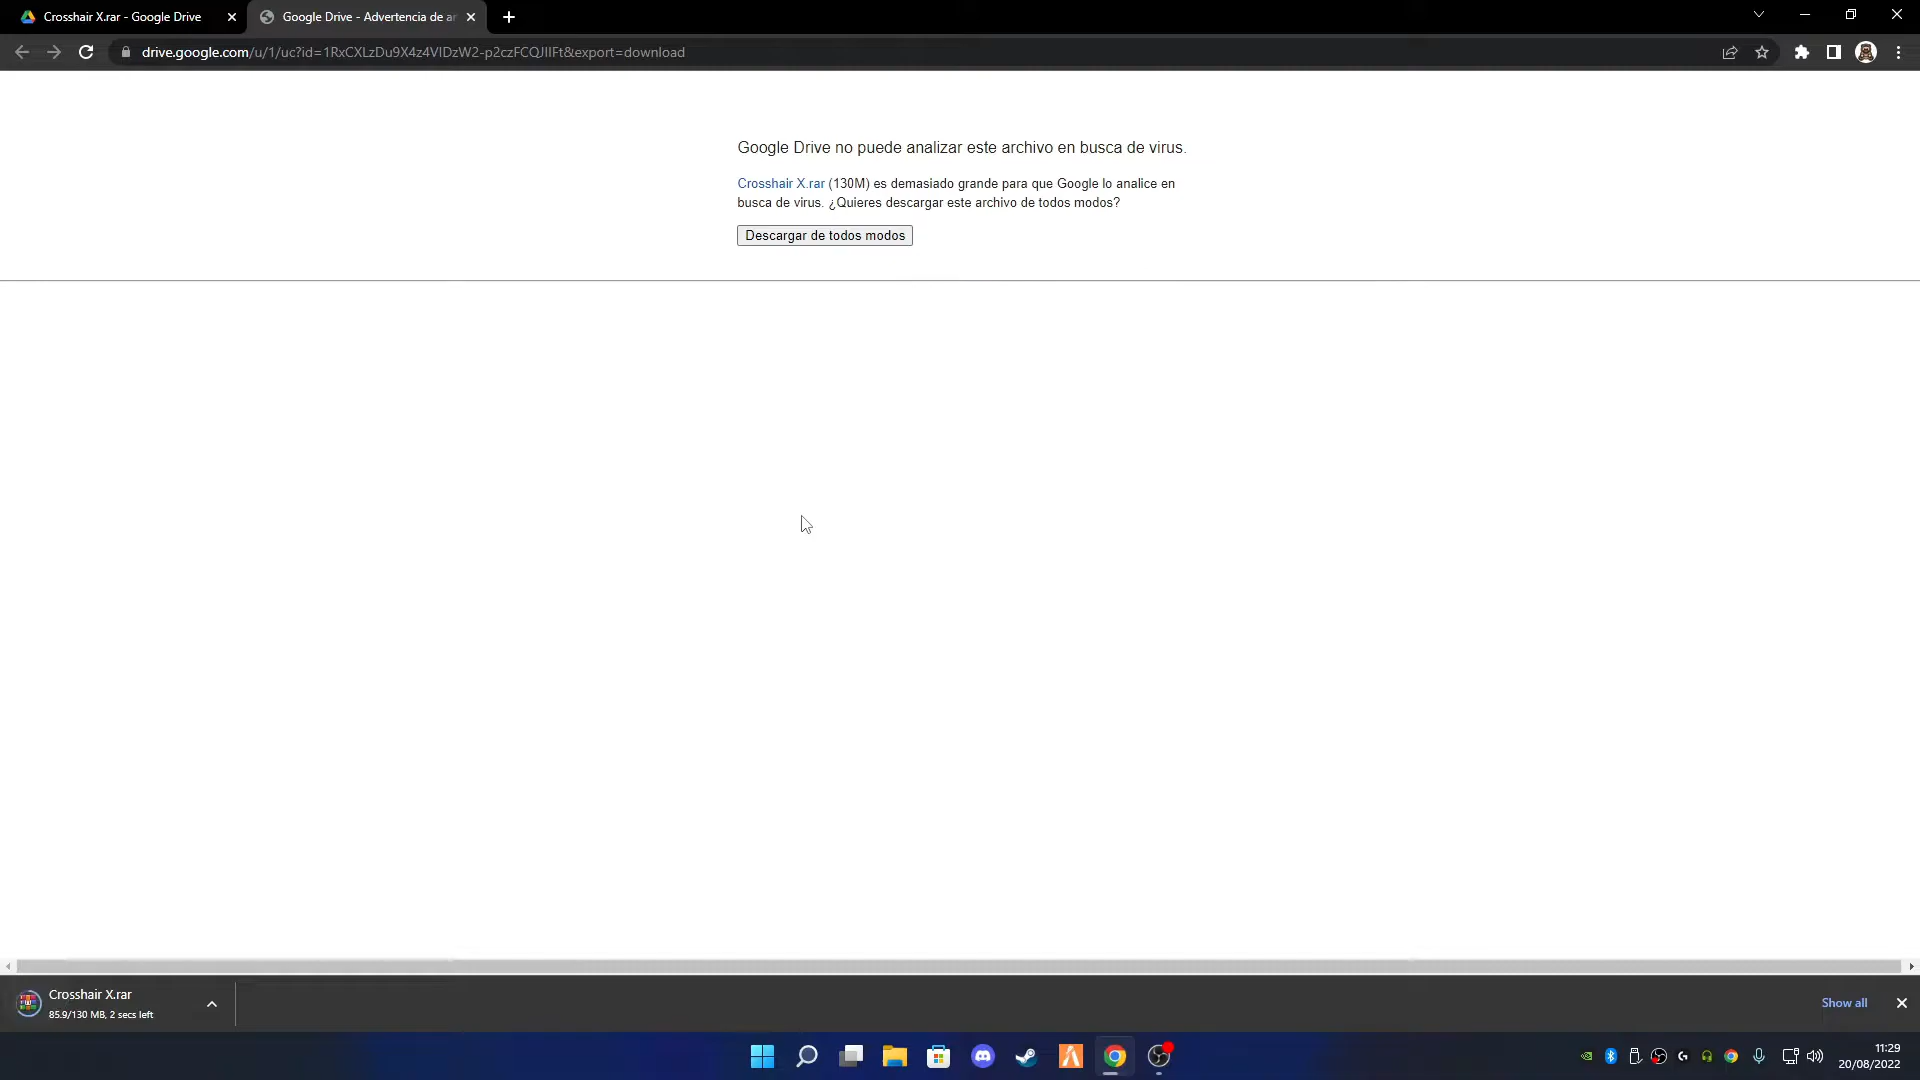 Crosshair X.rar - Google Drive
Google Drive - Advertencia de ar
drive.google.com/u/1/uc?id=1RxCXLzDu9X4z4VIDzW2-p2czFCQJIIFt&export=download
Google Drive no puede analizar este archivo en busca de virus.
Crosshair X.rar (130M) es demasiado grande para que Google lo analice en
busca de virus. ¿Quieres descargar este archivo de todos modos?
Descargar de todos modos
Crosshair X.rar
85.9/130 MB, 2 secs left
Show all
11:29
20/08/2022